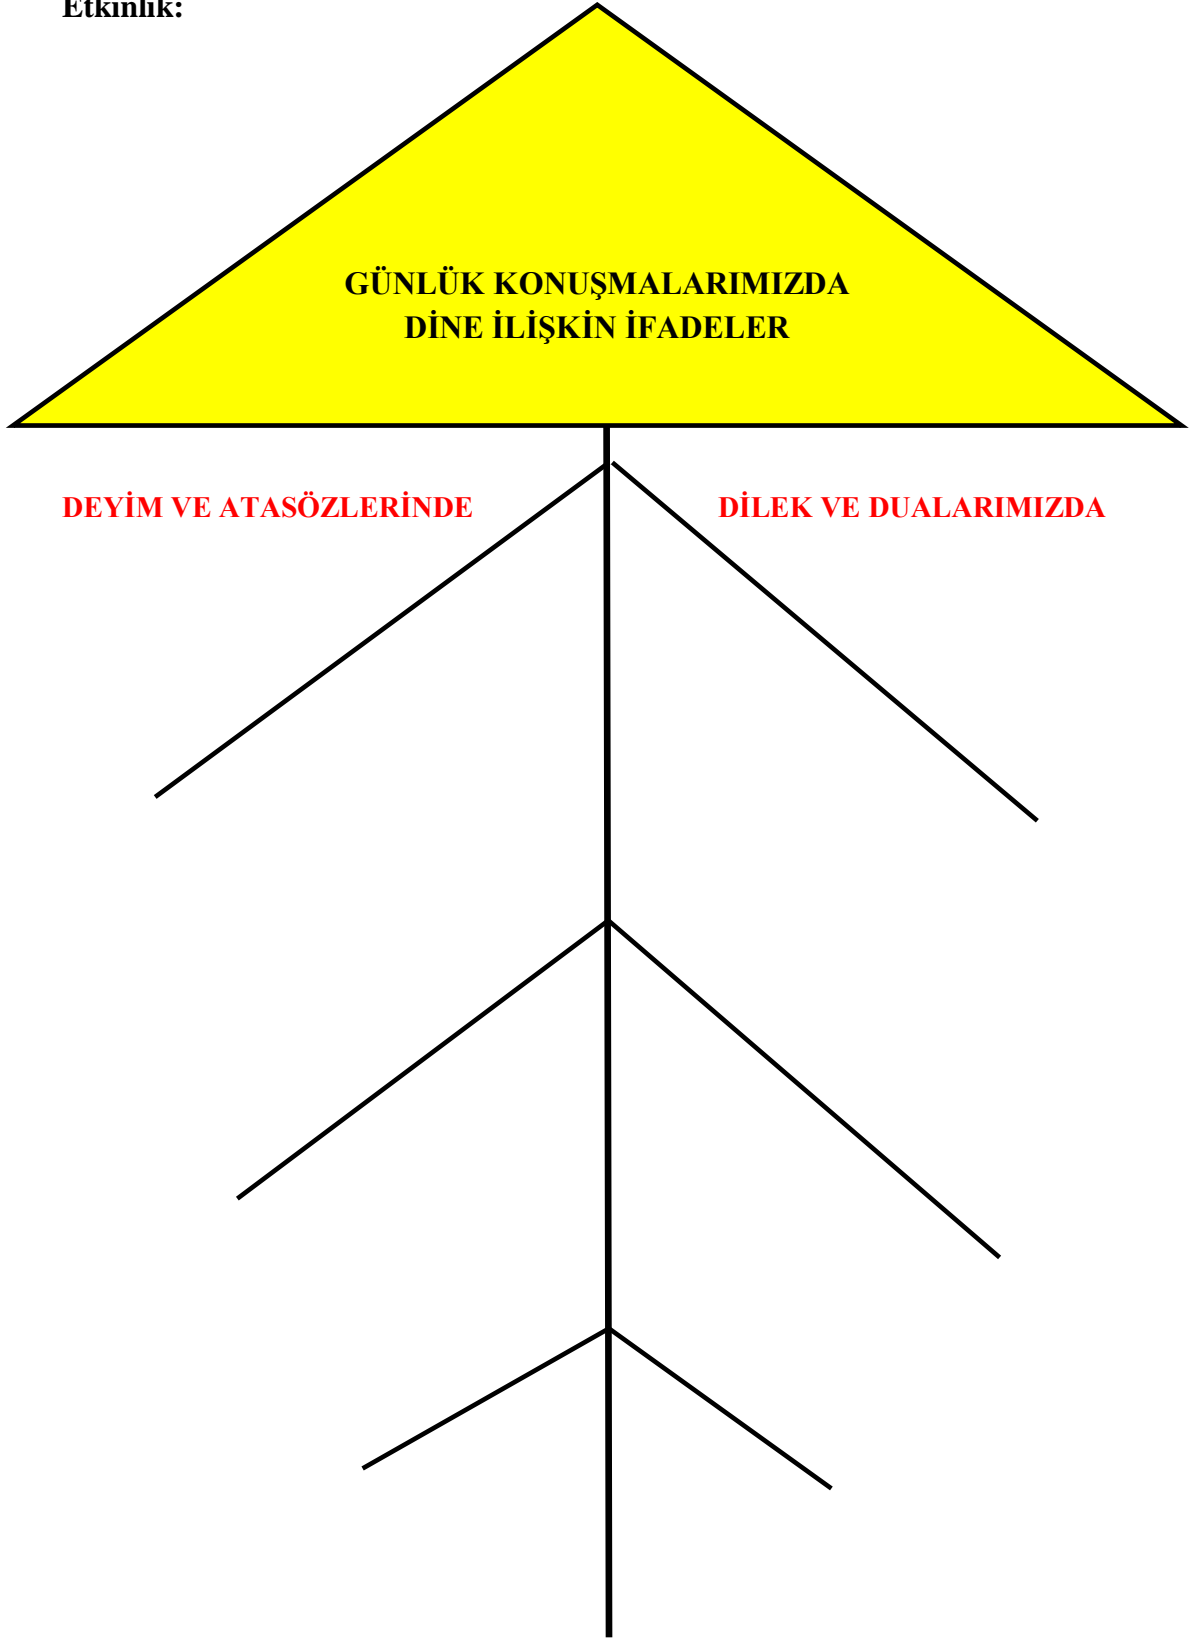 Etkinlik:
GÜNLÜK KONUŞMALARIMIZDA
DİNE İLİŞKİN İFADELER
DEYİM VE ATASÖZLERİNDE
DİLEK VE DUALARIMIZDA